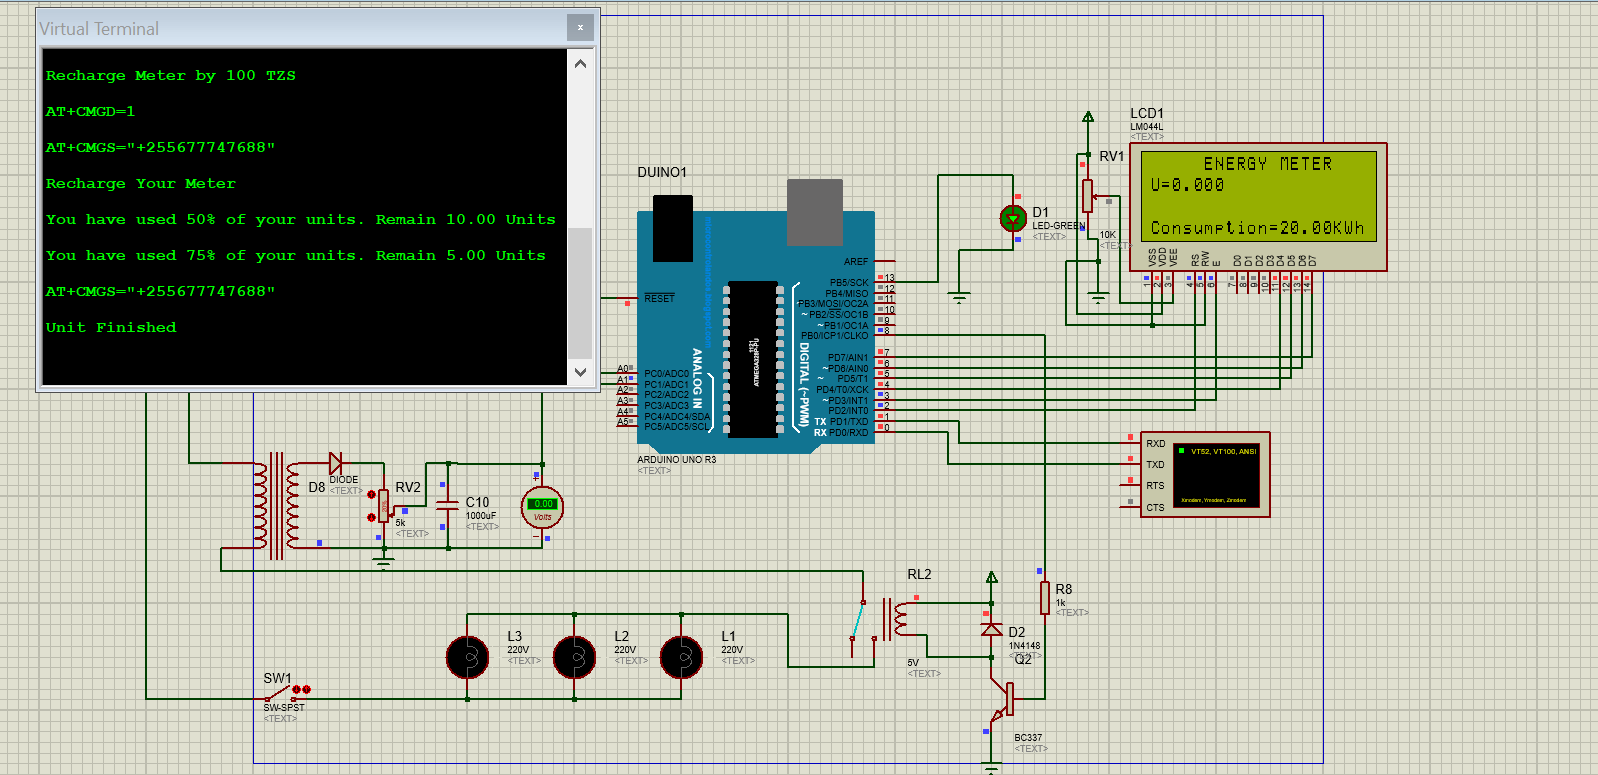 Virtual Terminal
Recharge Meter by 100 TZS
AT+CMGD=1
AT+CMGS="+255677747688"
Recharge Your Meter
You have used 50% of your units. Remain 10.00 Units
You have used 75% of your units. Remain 5.00 Units
AT+CMGS="+255677747688"
Unit Finished
DUINO1
RESET
AREF
PB5/SCK
PB4/MISO
PB3/MOSI/OC2A
~PB2/SS/OC1B
~PB1/OC1A
PB0/ICP1/CLKO
PD7/AIN1
~PD6/AIN0
~PD5/T1
PD4/T0/XCK
~PD3/INT1
PD2/INT0
TX PD1/TXD
RX PD0/RXD
13
12
11
10
9
8
7
6
5
4
3
2
1
0
A0
A1
A2
A3
A4
A5
PC0/ADC0
PC1/ADC1
PC2/ADC2
PC3/ADC3
PC4/ADC4/SDA
PC5/ADC5/SCL
ANALOG IN
ATMEGA328P-PU
1121
DIGITAL (~PWM)
ARDUINO UNO R3
<TEXT>
D1
LED-GREEN
<TEXT>
RV1
10K
<TEXT>
LCD1
LM044L
<TEXT>
ENERGY METER
U=0.000
Consumption=20.00KWh
VSS
VDD
VEE
RS
RW
E
D0
D1
D2
D3
D4
D5
D6
D7
1
2
3
4
5
6
7
8
9
10
11
12
13
14
RXD
TXD
RTS
CTS
VT52, VT100, ANSI
Xmodem, Ymodem, Zmodem
D8
DIODE
<TEXT>
RV2
5k
<TEXT>
C10
1000uF
<TEXT>
0.00
Volts
RL2
5V
<TEXT>
R8
1k
<TEXT>
D2
1N4148
<TEXT>
Q2
BC337
<TEXT>
L3
220V
<TEXT>
L2
220V
<TEXT>
L1
220V
<TEXT>
SW1
SW-SPST
<TEXT>